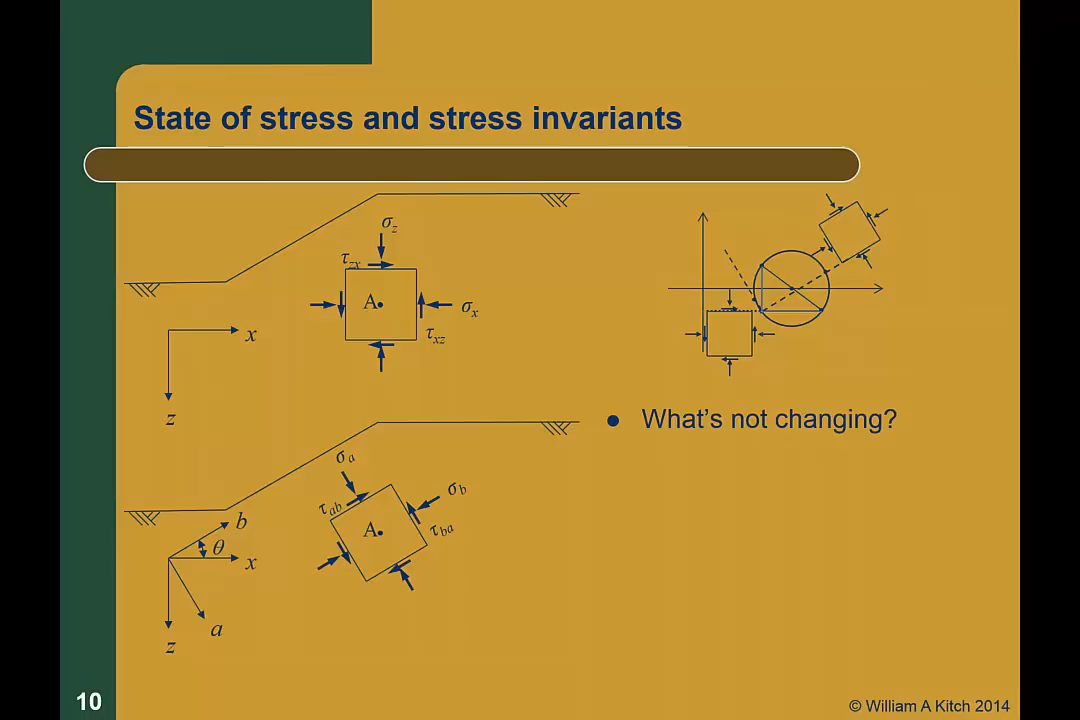 State of stress and stress invariants
σz
τzx
A
σx
τxz
x
z
● What's not changing?
σa
σb
τab
A
τba
b
θ
x
a
z
10
© William A Kitch 2014